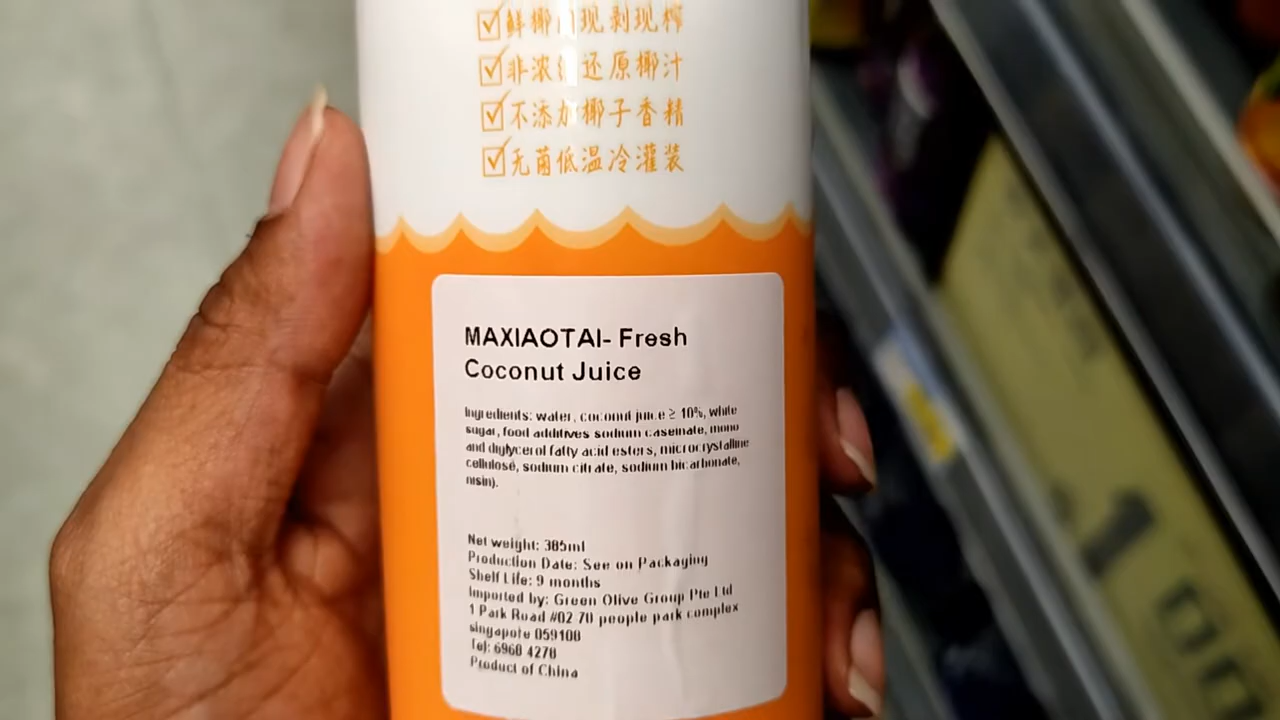 鲜椰 现剥现榨
非浓 还原椰汁
不添加椰子香精
无菌低温冷灌装
MAXIAOTAI- Fresh
Coconut Juice
Ingredients: water, coconut juice ≥ 10%, white
sugar, food additives sodium caseinate, mono
and diglycerol fatty acid esters, microcrystalline
cellulose, sodium citrate, sodium bicarbonate,
nisin).
Net weight: 385ml
Production Date: See on Packaging
Shelf Life: 9 months
Imported by: Green Olive Group Pte Ltd
1 Park Road #02 70 people park complex
singapore 059108
Tel: 6960 4270
Product of China
1